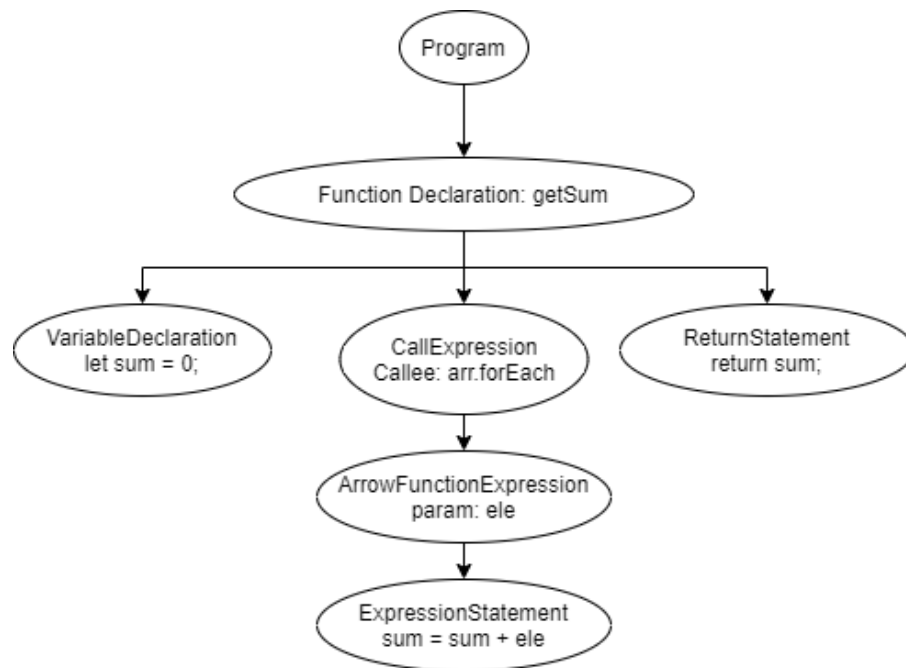 Program
Function Declaration: getSum
VariableDeclaration
let sum = 0;
CallExpression
Callee: arr.forEach
ReturnStatement
return sum;
ArrowFunctionExpression
param: ele
ExpressionStatement
sum = sum + ele